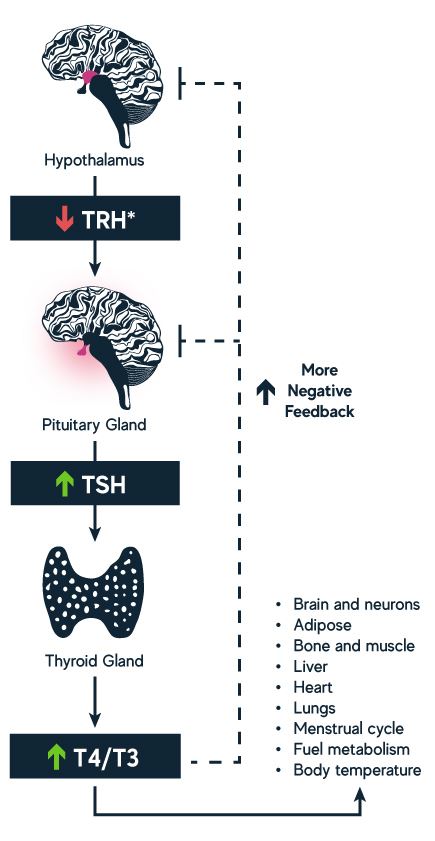 Hypothalamus
TRH*
Pituitary Gland
More
Negative
Feedback
TSH
Thyroid Gland
T4/T3
• Brain and neurons
• Adipose
• Bone and muscle
• Liver
• Heart
• Lungs
• Menstrual cycle
• Fuel metabolism
• Body temperature